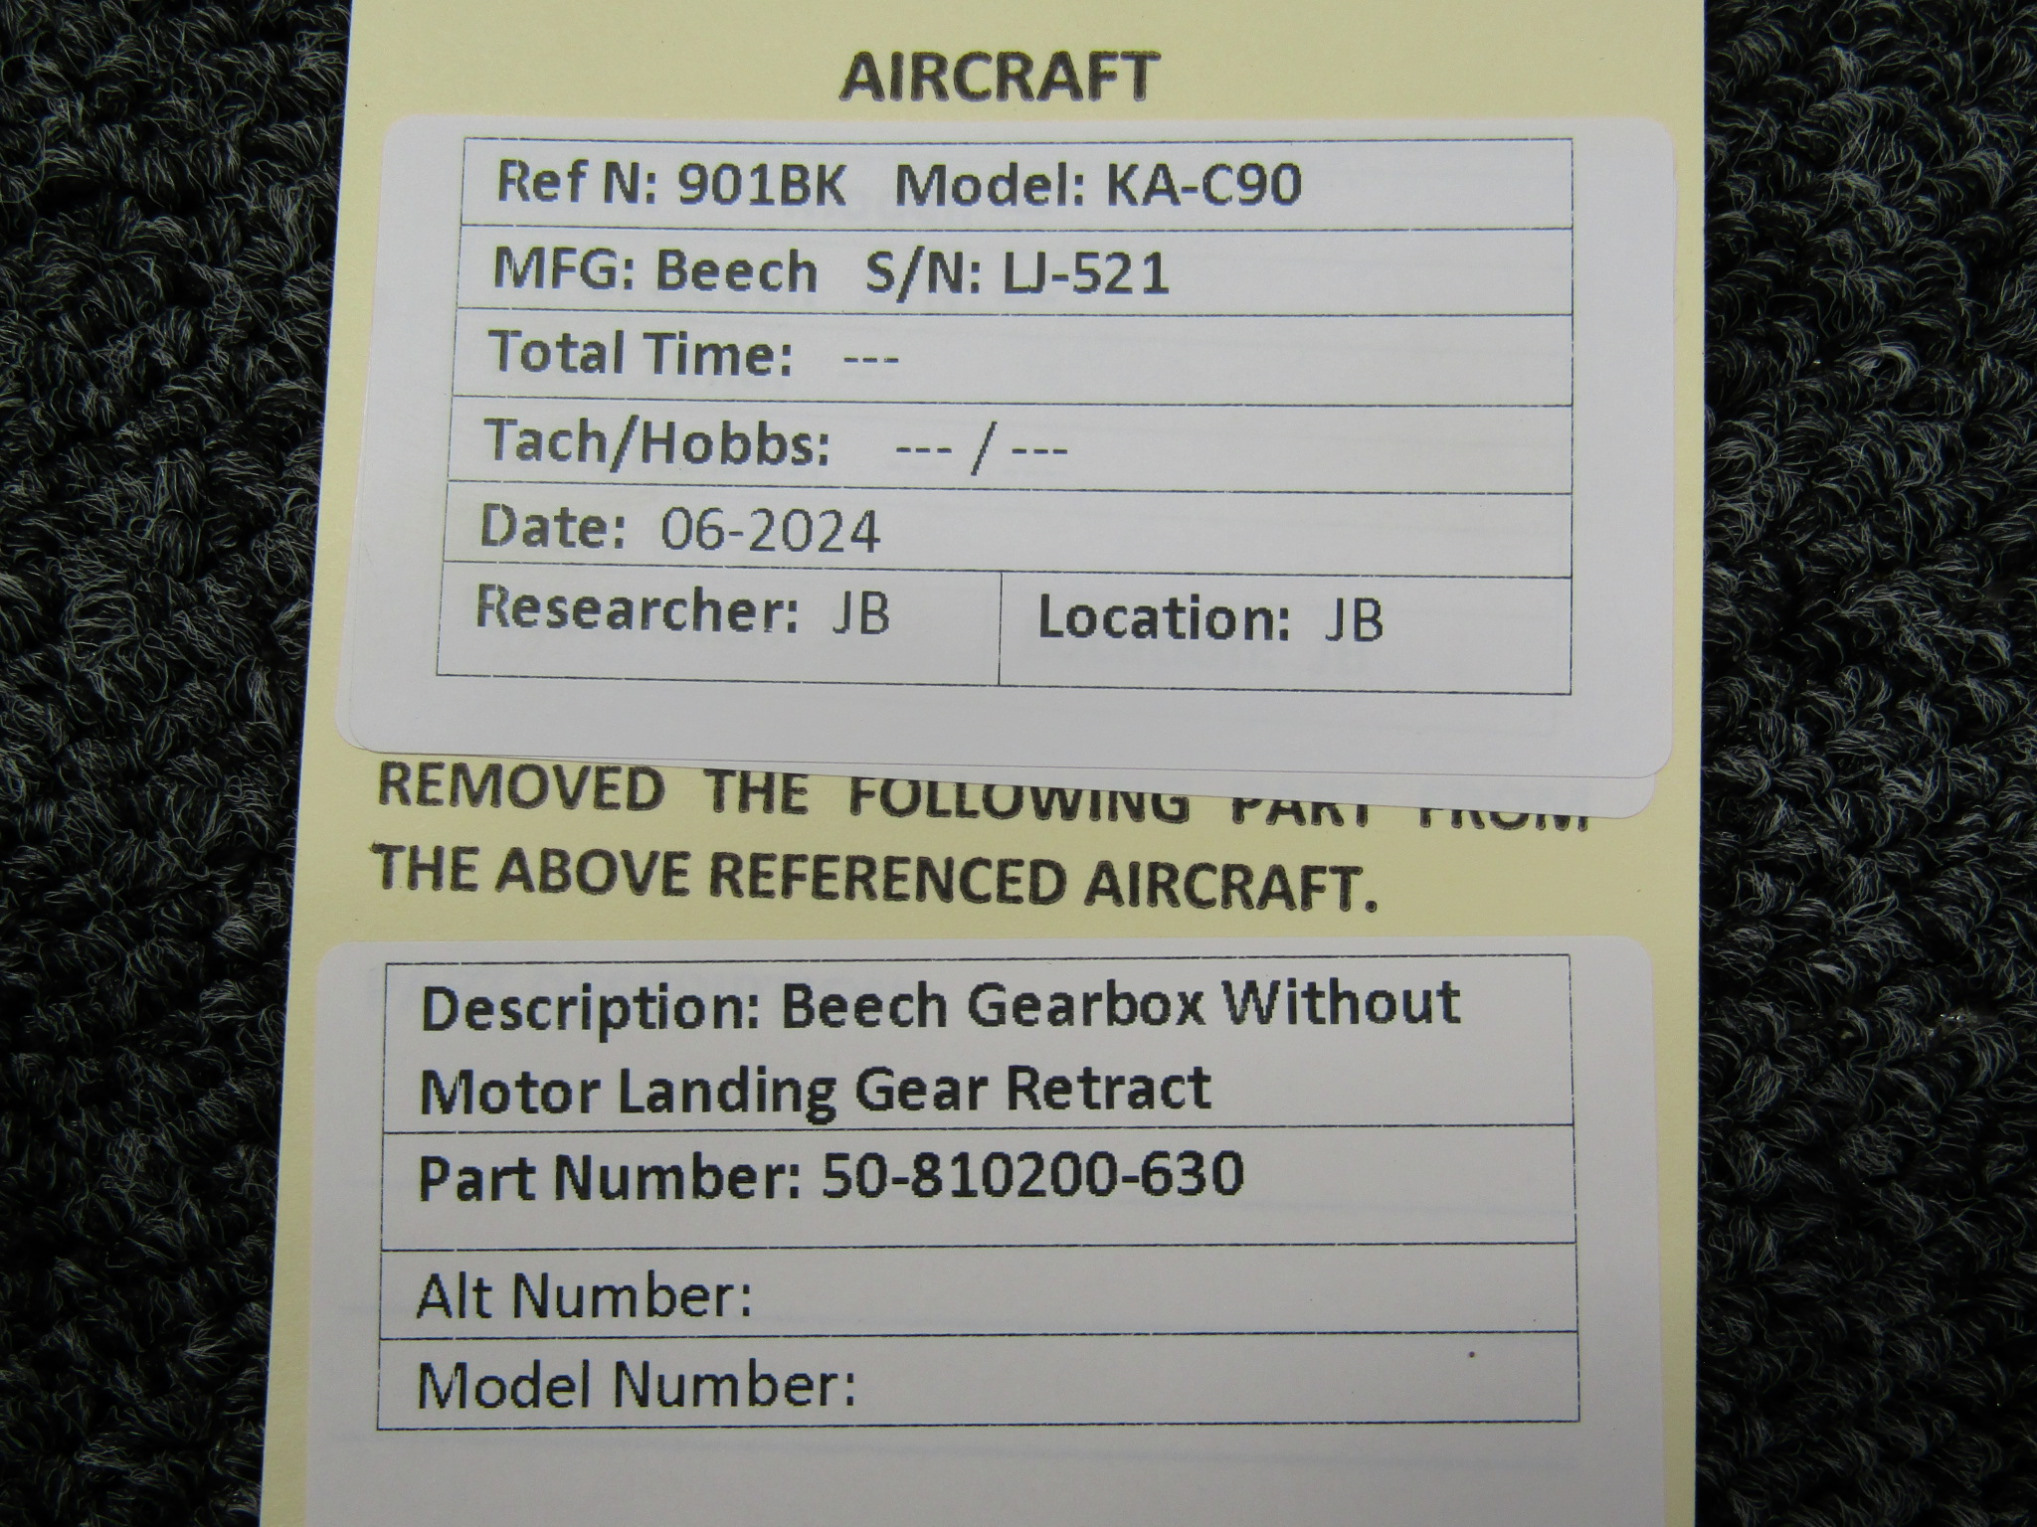 AIRCRAFT
Ref N: 901BK Model: KA-C90
MFG: Beech S/N: LJ-521
Total Time: ---
Tach/Hobbs: --- / ---
Date: 06-2024
Researcher: JB Location: JB
REMOVED THE FOLLOWING PART FROM
THE ABOVE REFERENCED AIRCRAFT.
Description: Beech Gearbox Without
Motor Landing Gear Retract
Part Number: 50-810200-630
Alt Number:
Model Number: